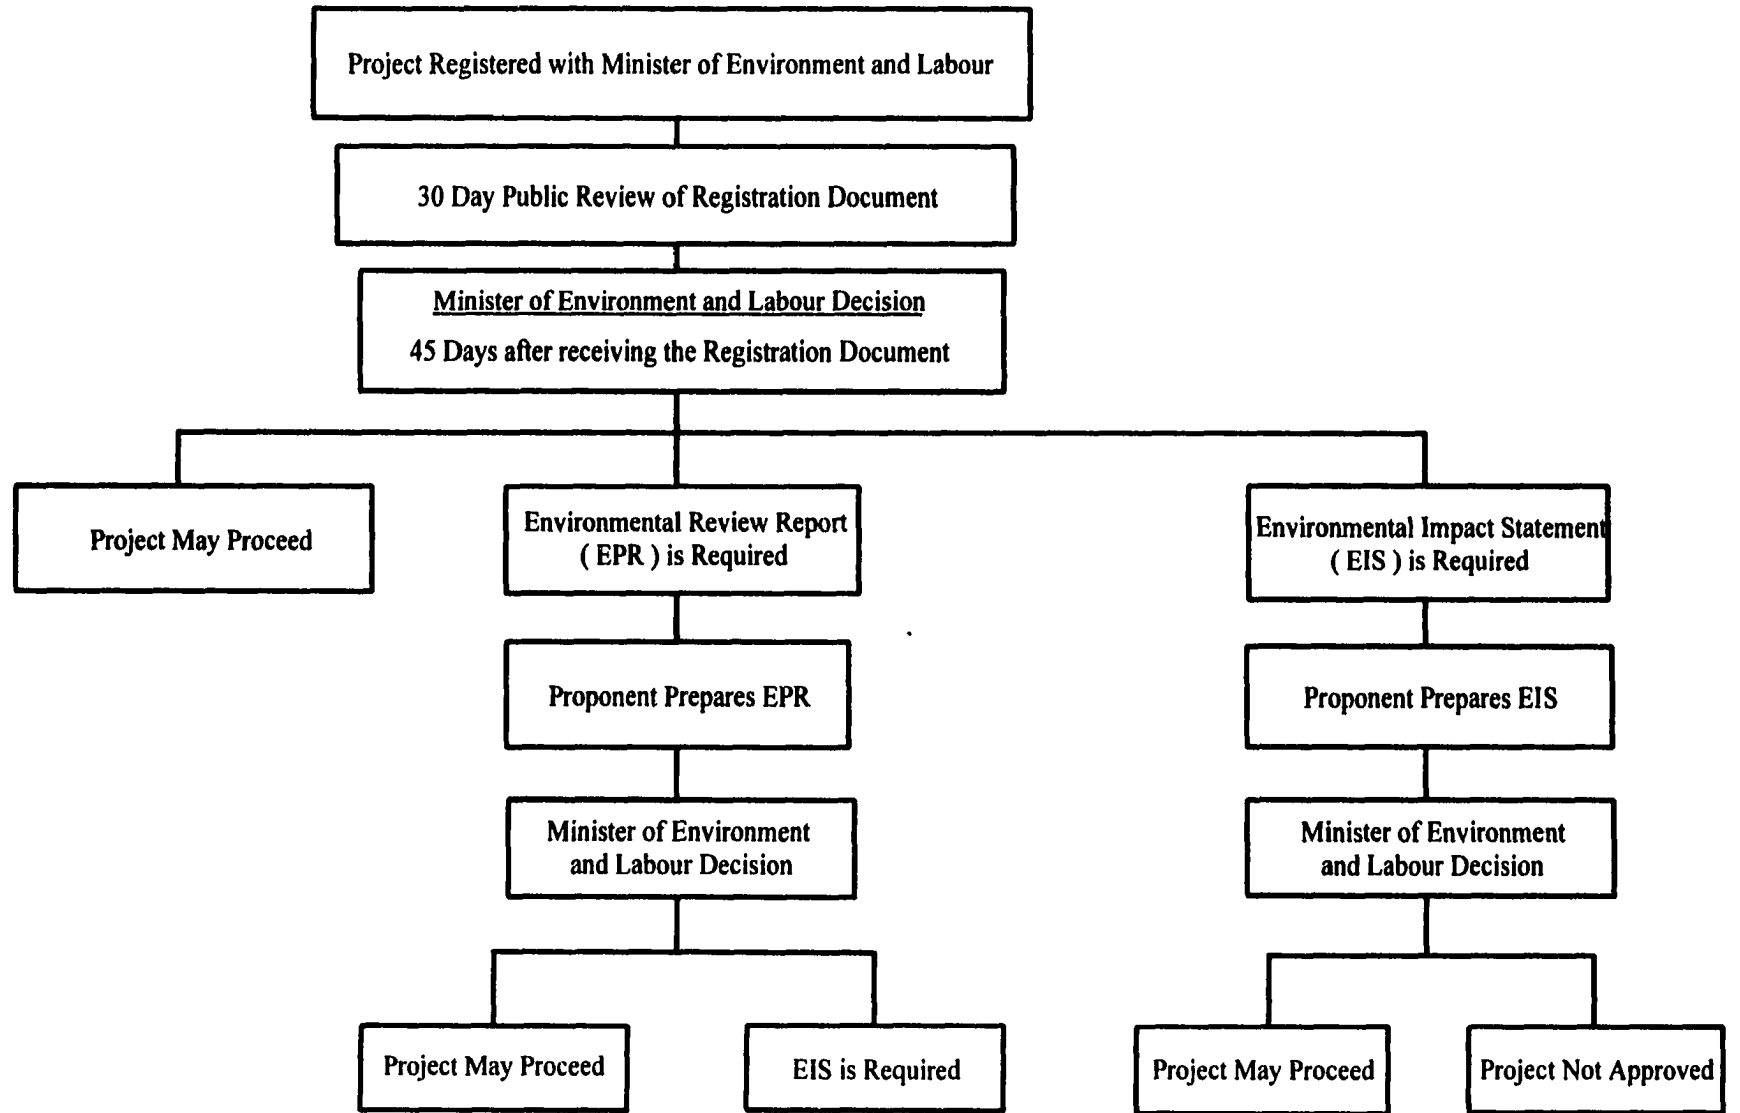 Project Registered with Minister of Environment and Labour
30 Day Public Review of Registration Document
Minister of Environment and Labour Decision
45 Days after receiving the Registration Document
Project May Proceed
Environmental Review Report
( EPR ) is Required
Environmental Impact Statement
( EIS ) is Required
Proponent Prepares EPR
Proponent Prepares EIS
Minister of Environment
and Labour Decision
Minister of Environment
and Labour Decision
Project May Proceed
EIS is Required
Project May Proceed
Project Not Approved